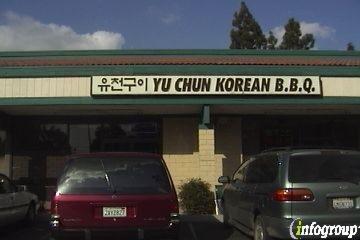 유천구이 YU CHUN KOREAN B.B.Q.
infogroup